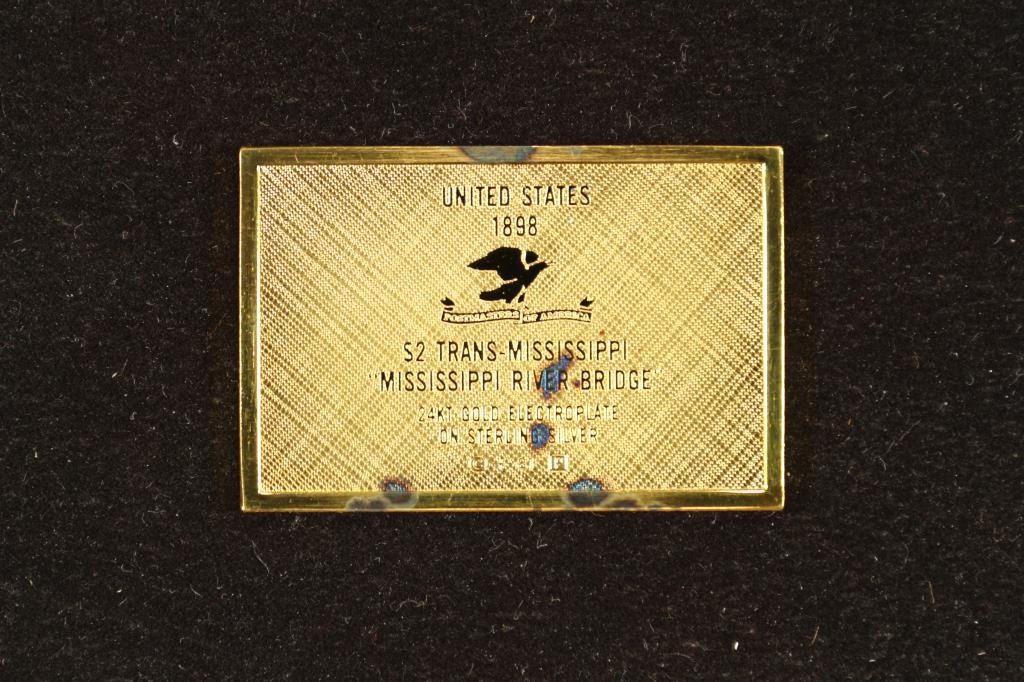 UNITED STATES
1898
POSTMASTERS OF AMERICA
$2 TRANS-MISSISSIPPI
"MISSISSIPPI RIVER BRIDGE"
24KT GOLD ELECTROPLATE
ON STERLING SILVER